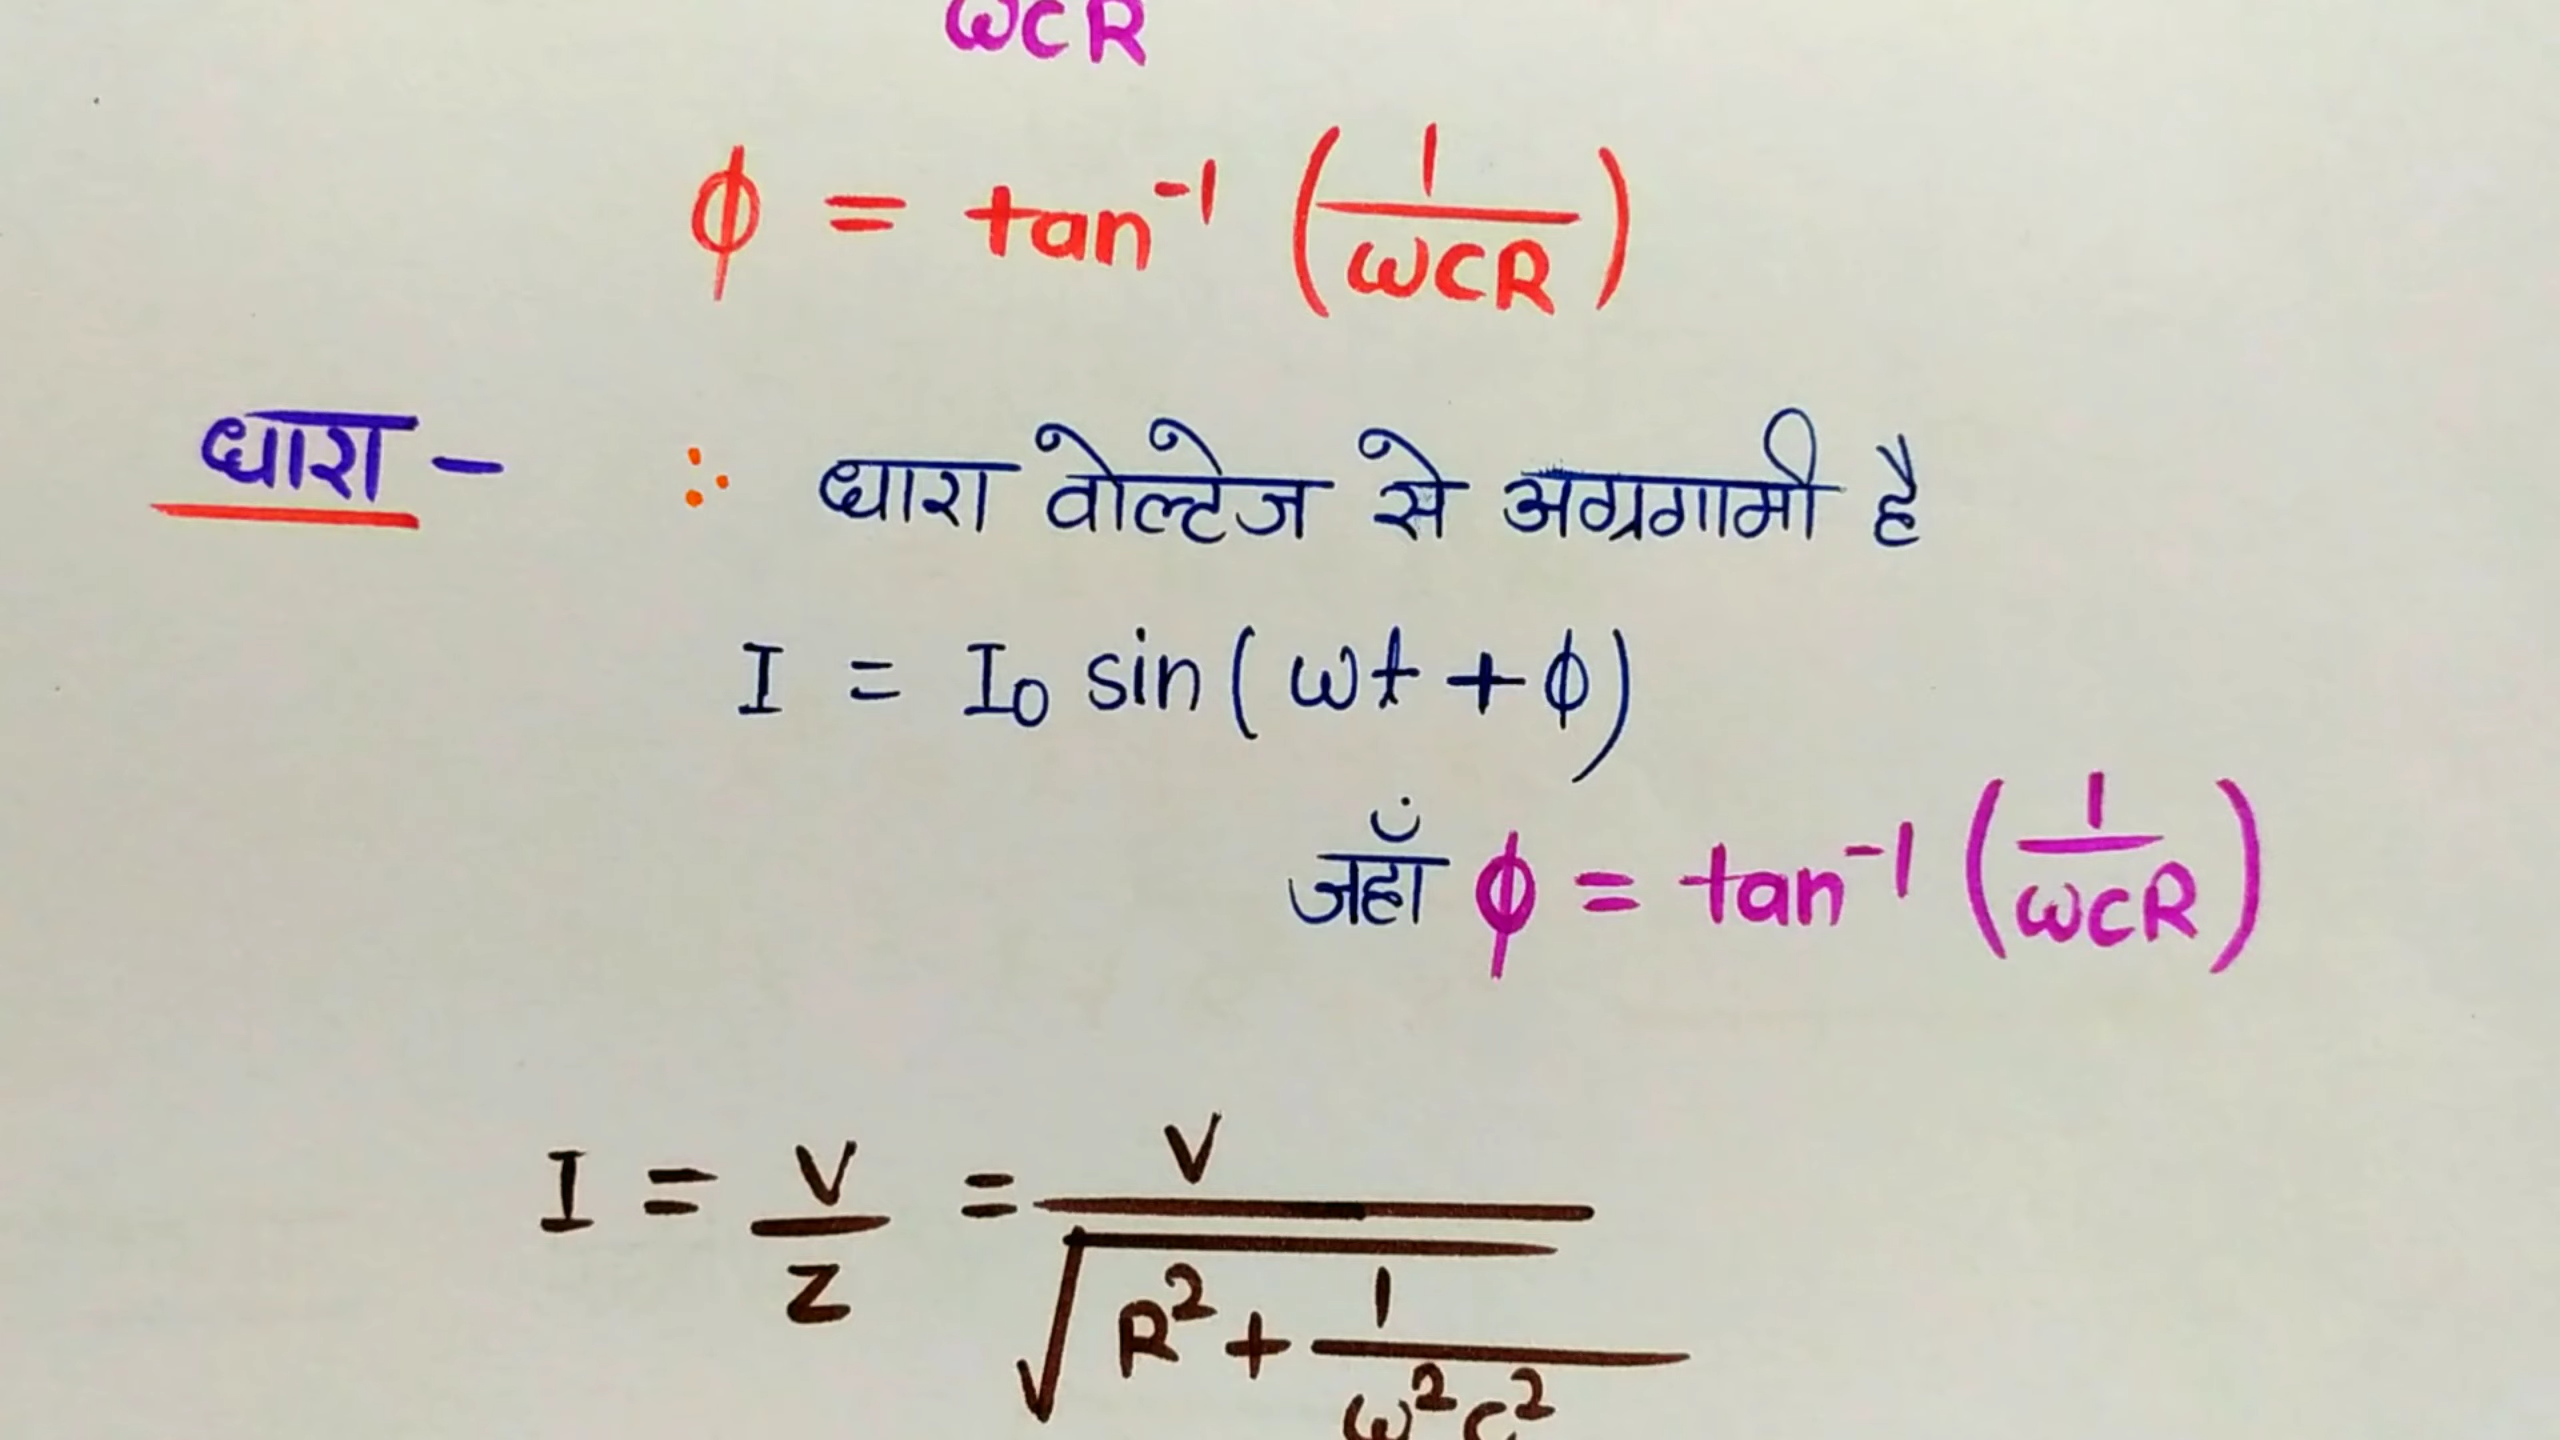 ωCR
ϕ = tan⁻¹ (1/ωCR)
धारा – ∵ धारा वोल्टेज से अग्रगामी है
I = I₀ sin(ωt + ϕ)
जहाँ ϕ = tan⁻¹ (1/ωCR)
I = V/Z = V/√(R² + 1/ω²C²)